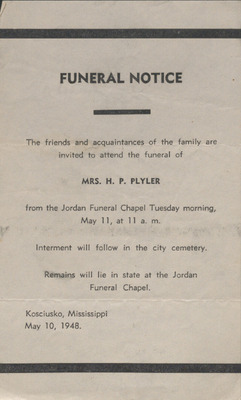 FUNERAL NOTICE
The friends and acquaintances of the family are
invited to attend the funeral of
MRS. H. P. PLYLER
from the Jordan Funeral Chapel Tuesday morning,
May 11, at 11 a. m.
Interment will follow in the city cemetery.
Remains will lie in state at the Jordan
Funeral Chapel.
Kosciusko, Mississippi
May 10, 1948.